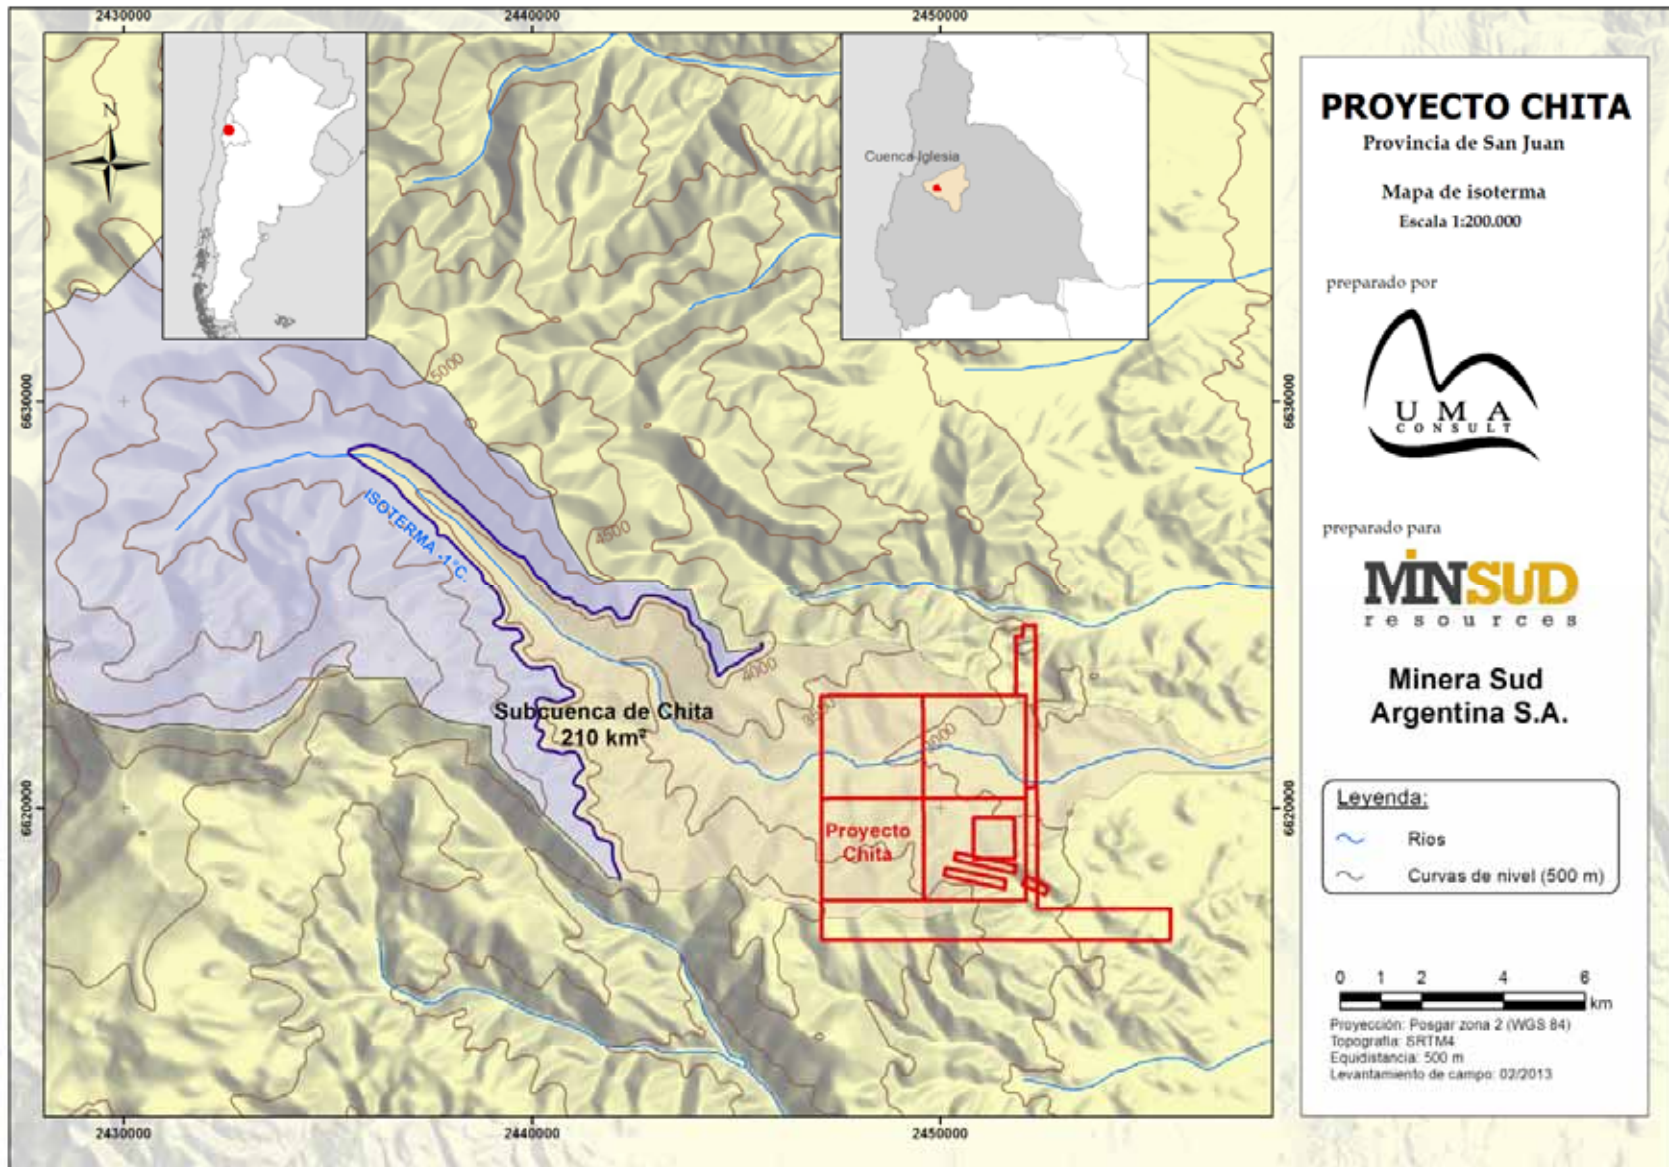 2430000
2440000
2450000
N
Cuenca Iglesia
6630000
6630000
5000
4500
ISOTERMA -1°C.
4000
3500
3000
Subcuenca de Chita
210 km²
Proyecto
Chita
6620000
6620000
2430000
2440000
2450000
PROYECTO CHITA
Provincia de San Juan
Mapa de isoterma
Escala 1:200.000
preparado por
UMA
CONSULT
preparado para
MINSUD
resources
Minera Sud
Argentina S.A.
Leyenda:
Rios
Curvas de nivel (500 m)
0 1 2 4 6
km
Proyección: Posgar zona 2 (WGS 84)
Topografía: SRTM4
Equidistancia: 500 m
Levantamiento de campo: 02/2013